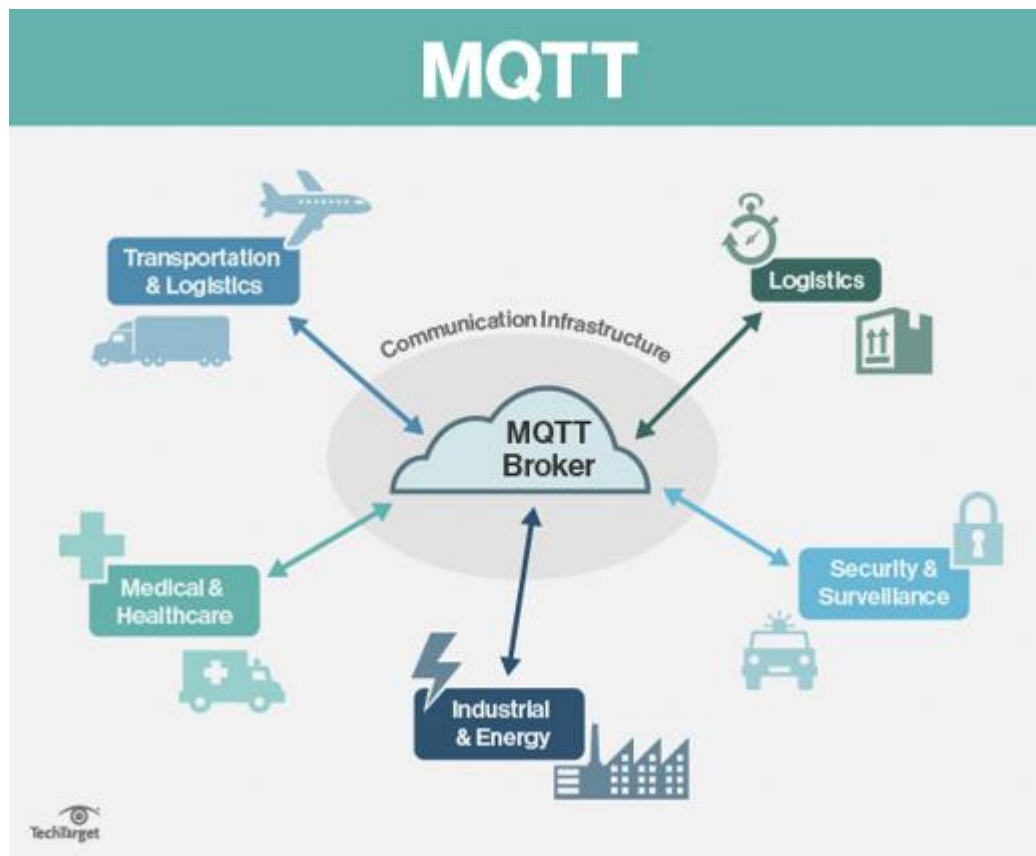 MQTT
Transportation
& Logistics
Logistics
Communication Infrastructure
MQTT
Broker
Medical &
Healthcare
Security &
Surveillance
Industrial
& Energy
TechTarget